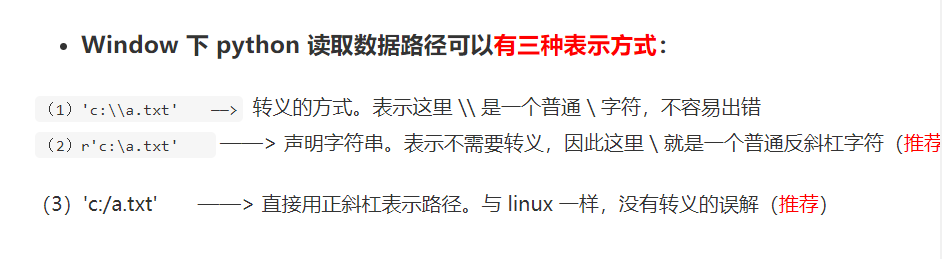 • Window 下 python 读取数据路径可以有三种表示方式：
（1）'c:\\a.txt' ——> 转义的方式。表示这里 \\ 是一个普通 \ 字符，不容易出错
（2）r'c:\a.txt' ——> 声明字符串。表示不需要转义，因此这里 \ 就是一个普通反斜杠字符（推荐
（3）'c:/a.txt' ——> 直接用正斜杠表示路径。与 linux 一样，没有转义的误解（推荐）